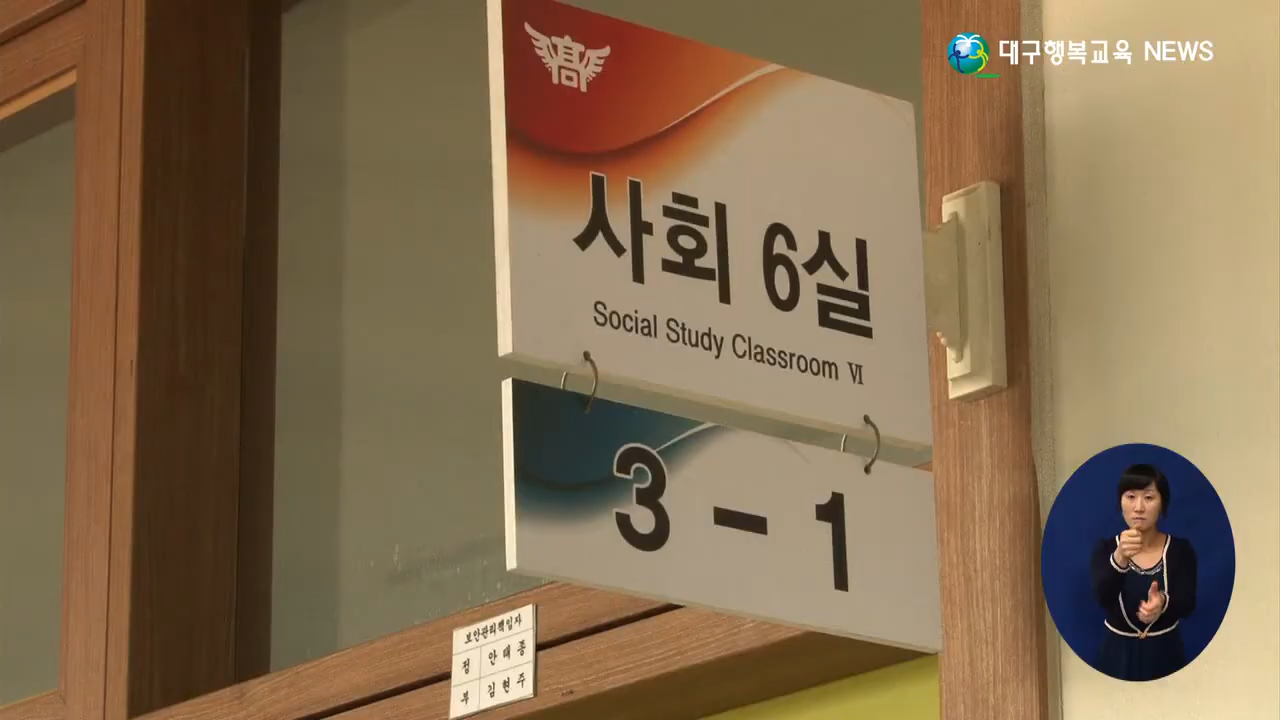 대구행복교육 NEWS
高
사회 6실
Social Study Classroom Ⅵ
3 - 1
보안관리책임자
정 안태종
부 김현주